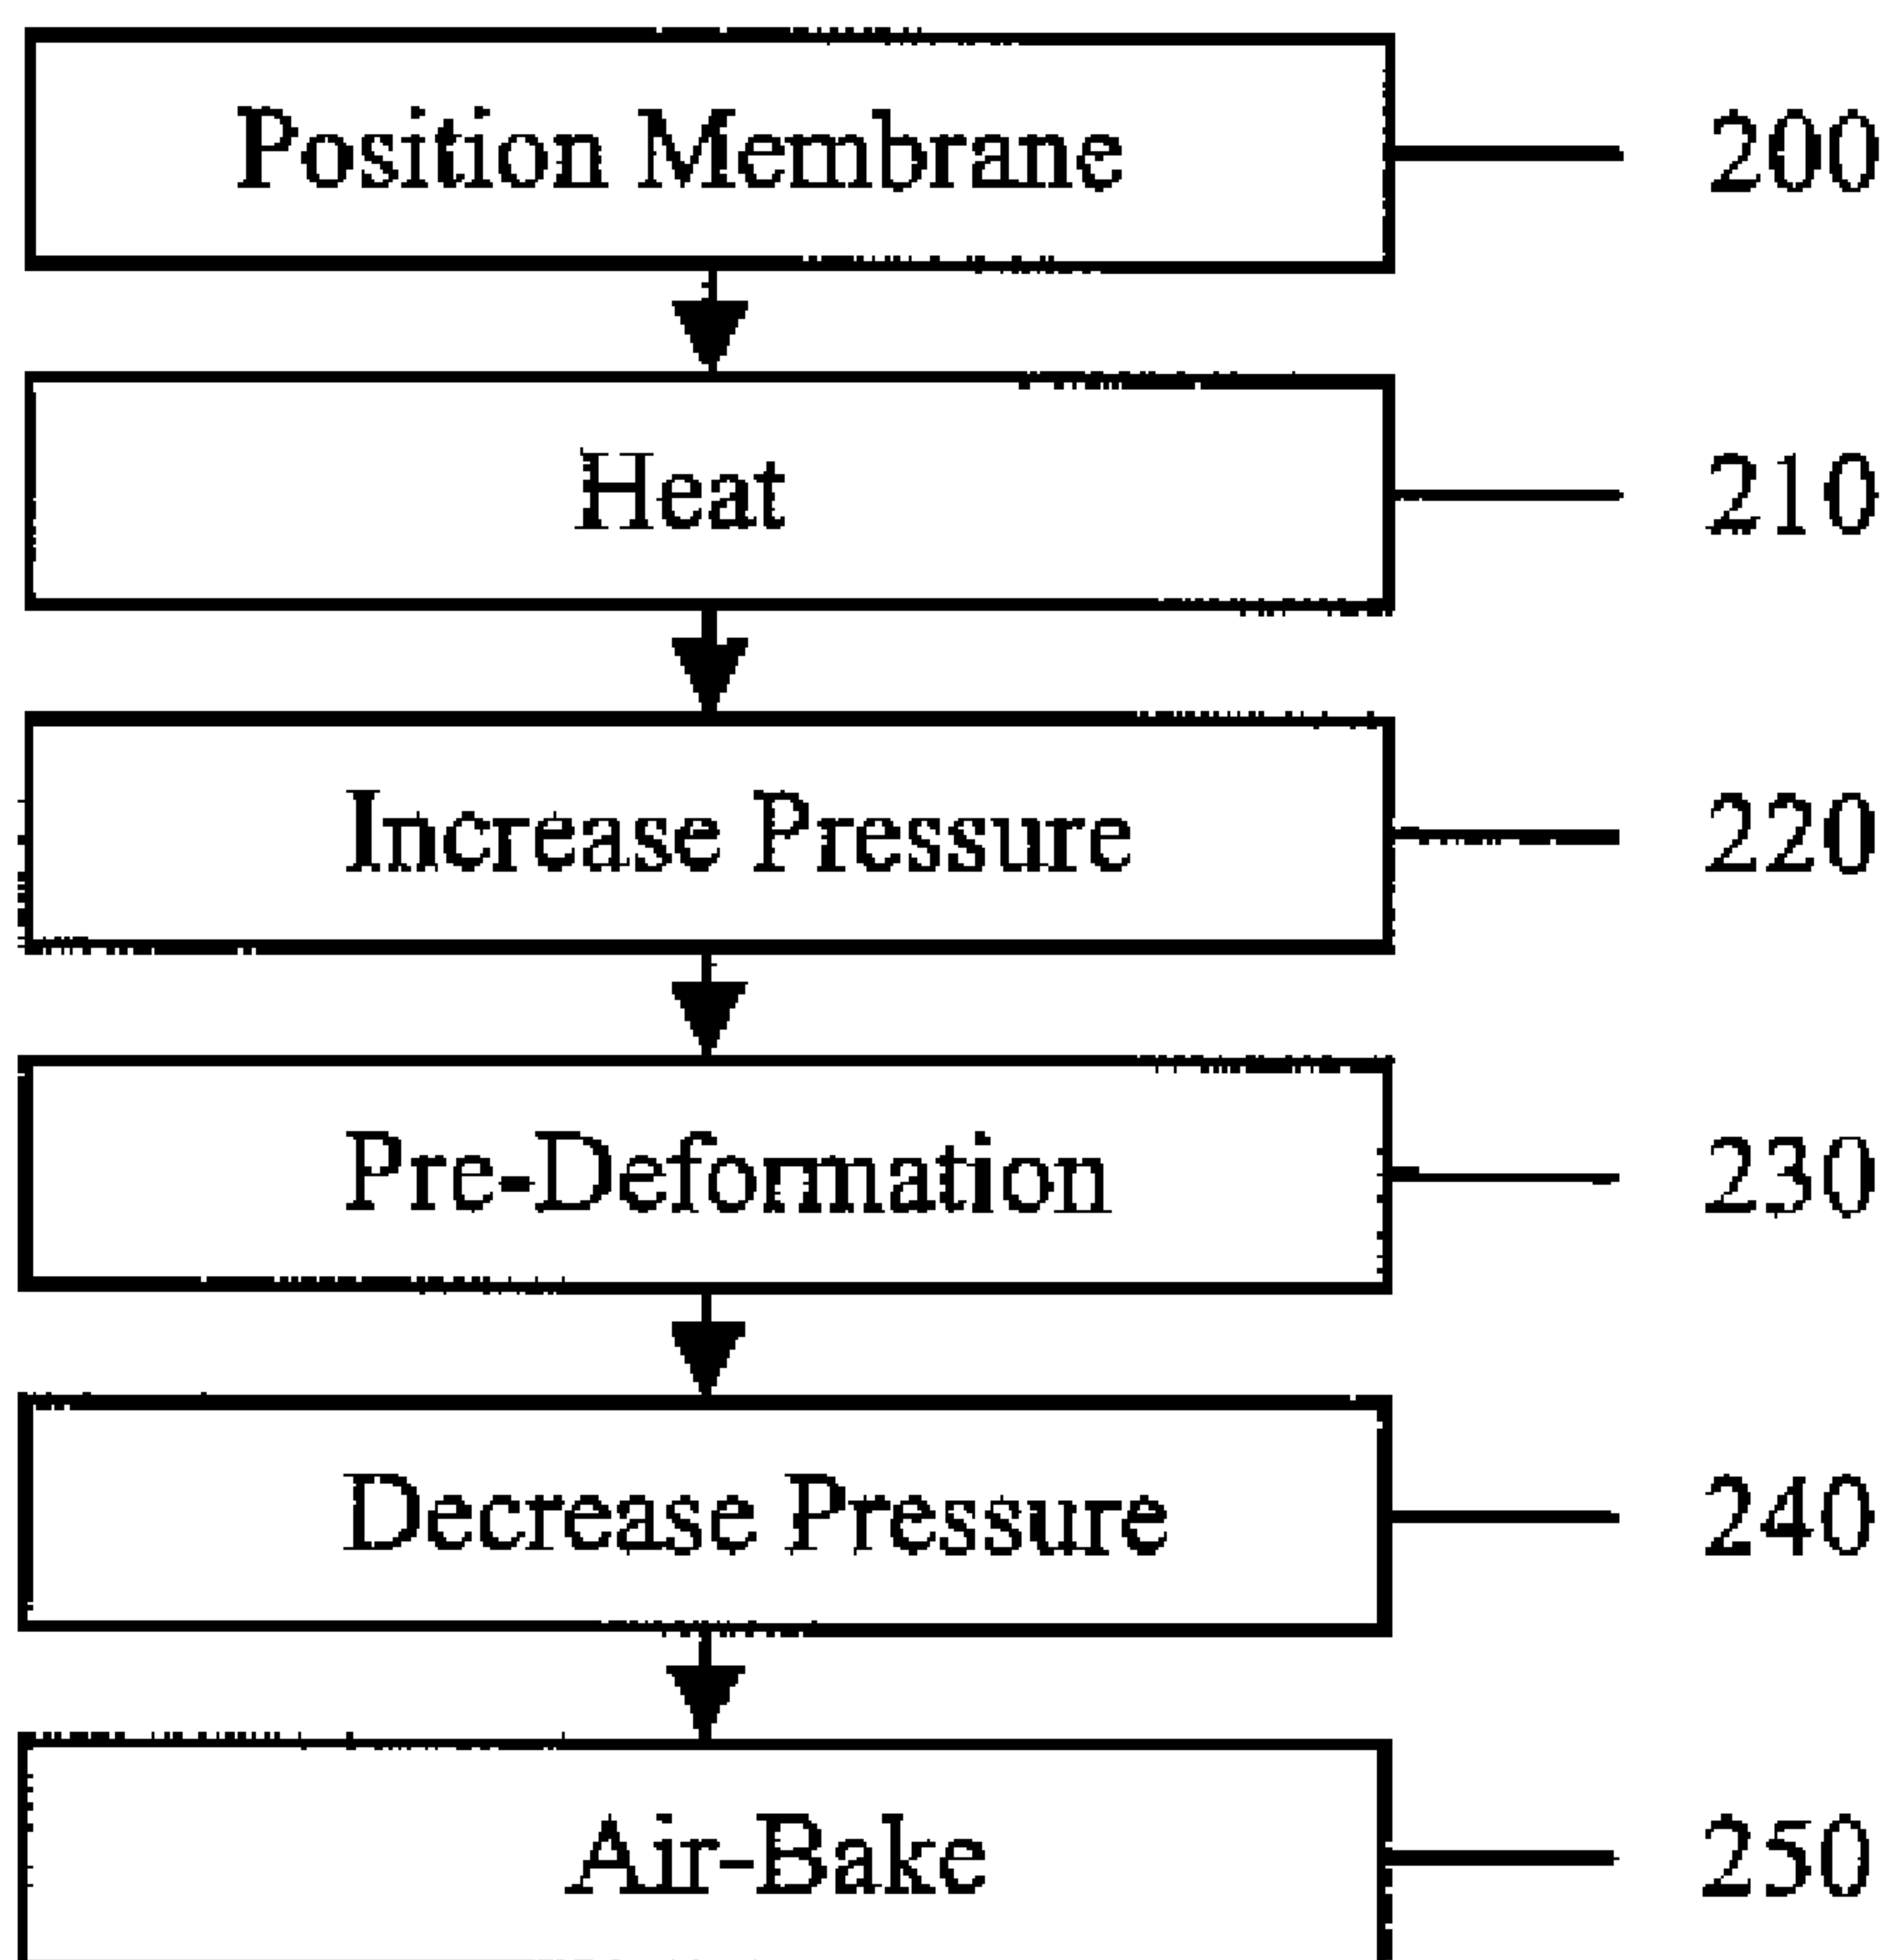 Position Membrane 200
Heat 210
Increase Pressure 220
Pre-Deformation 230
Decrease Pressure 240
Air-Bake 250